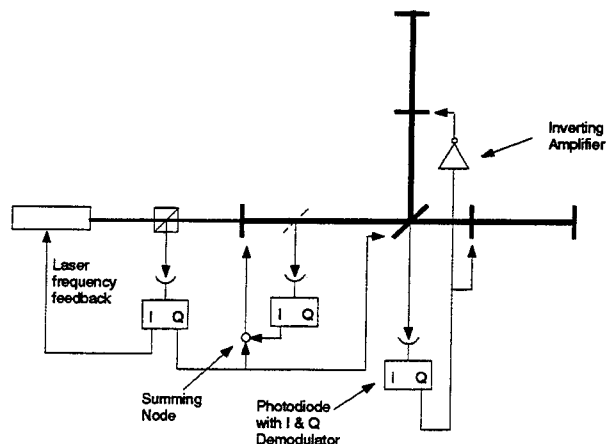 Inverting
Amplifier
Laser
frequency
feedback
I Q
I Q
Summing
Node
Photodiode
with I & Q
Demodulator
I Q